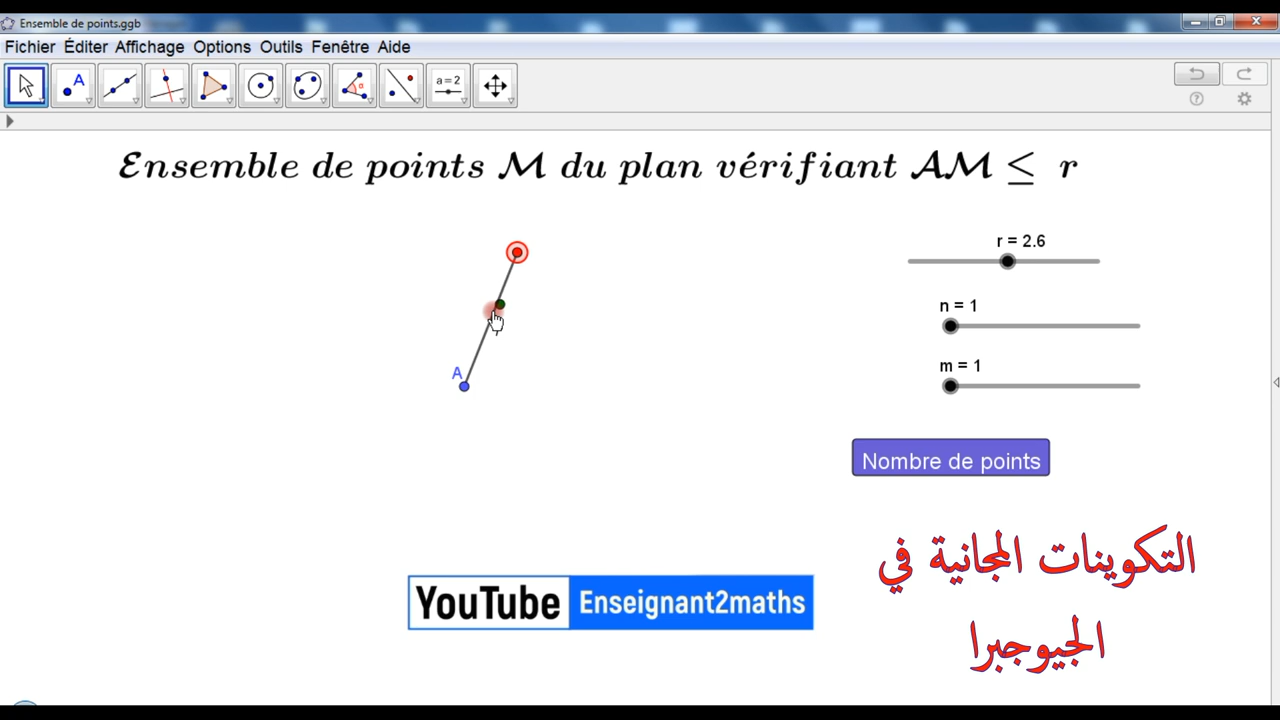 Ensemble de points.ggb
Fichier Éditer Affichage Options Outils Fenêtre Aide
A
α
a=2
Ensemble de points M du plan vérifiant AM ≤ r
r = 2.6
n = 1
m = 1
A
Nombre de points
التكوينات المجانية في
الجيوجبرا
YouTube Enseignant2maths